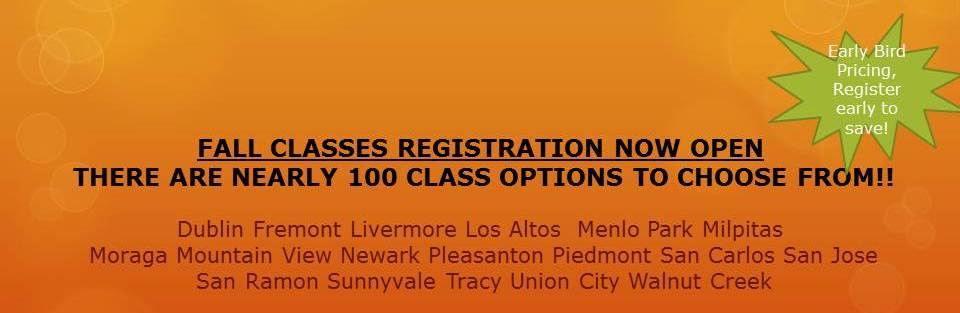 Early Bird
Pricing,
Register
early to
save!
FALL CLASSES REGISTRATION NOW OPEN
THERE ARE NEARLY 100 CLASS OPTIONS TO CHOOSE FROM!!
Dublin Fremont Livermore Los Altos  Menlo Park Milpitas
Moraga Mountain View Newark Pleasanton Piedmont San Carlos San Jose
San Ramon Sunnyvale Tracy Union City Walnut Creek